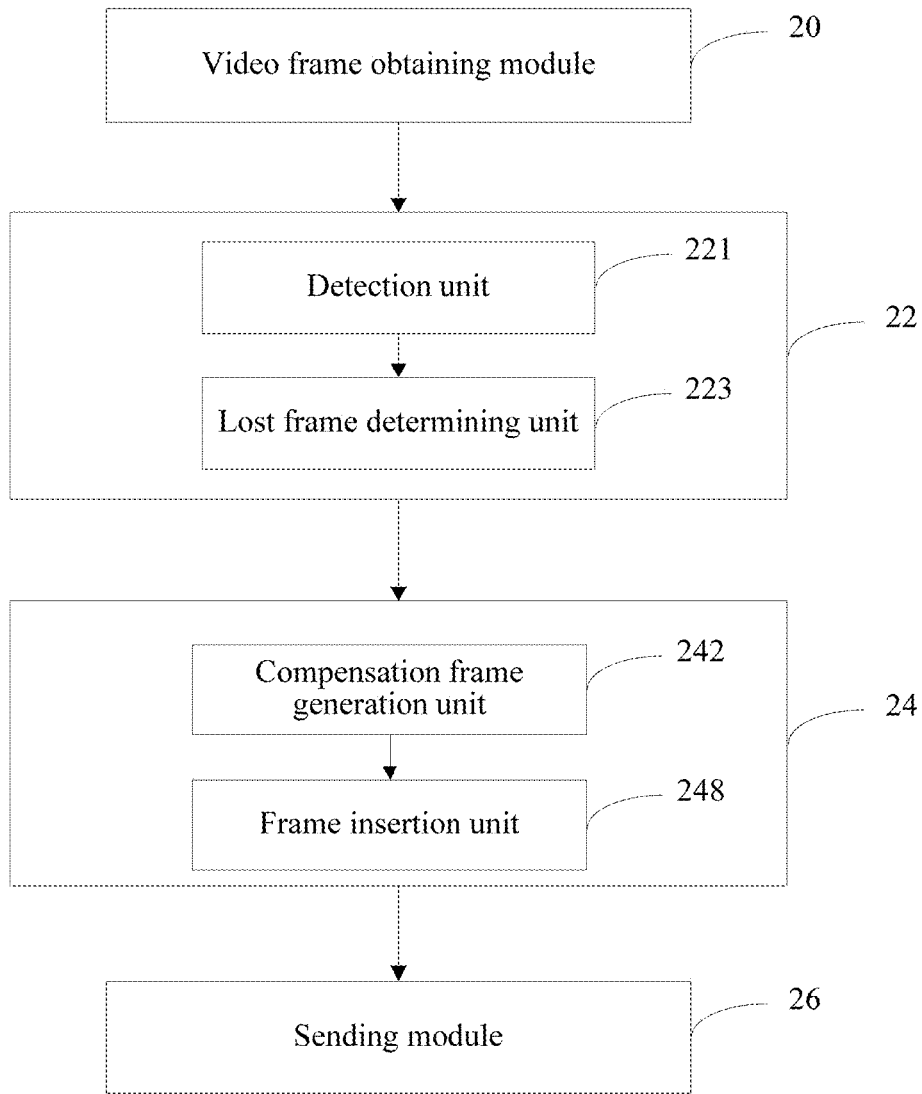 20
Video frame obtaining module
221
Detection unit
22
223
Lost frame determining unit
242
Compensation frame
generation unit
24
248
Frame insertion unit
26
Sending module